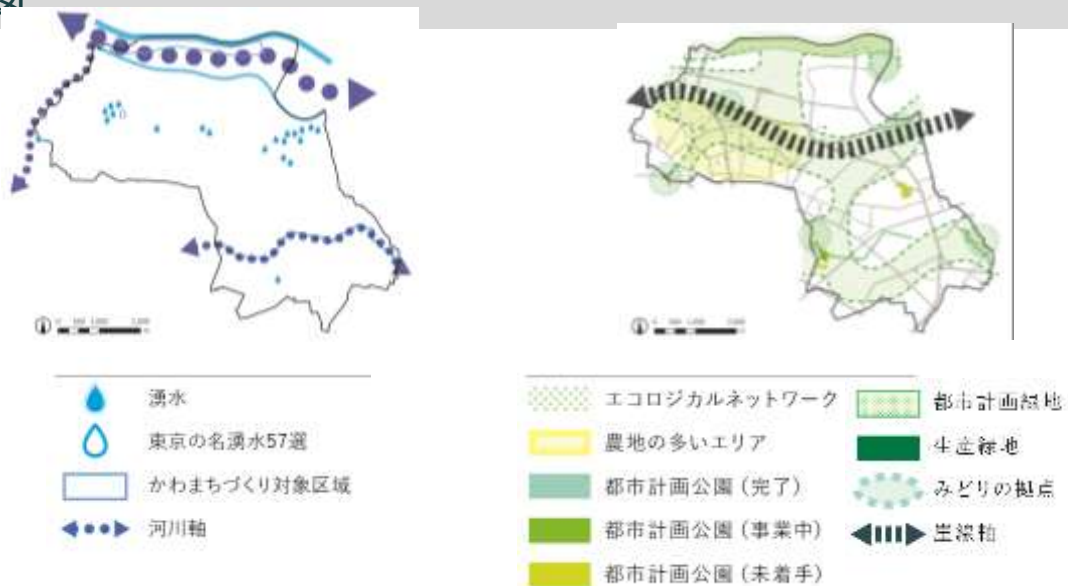 図
湧水
東京の名湧水57選
かわまちづくり対象区域
河川軸
エコロジカルネットワーク
農地の多いエリア
都市計画公園（完了）
都市計画公園（事業中）
都市計画公園（未着手）
都市計画緑地
生産緑地
みどりの拠点
崖線軸